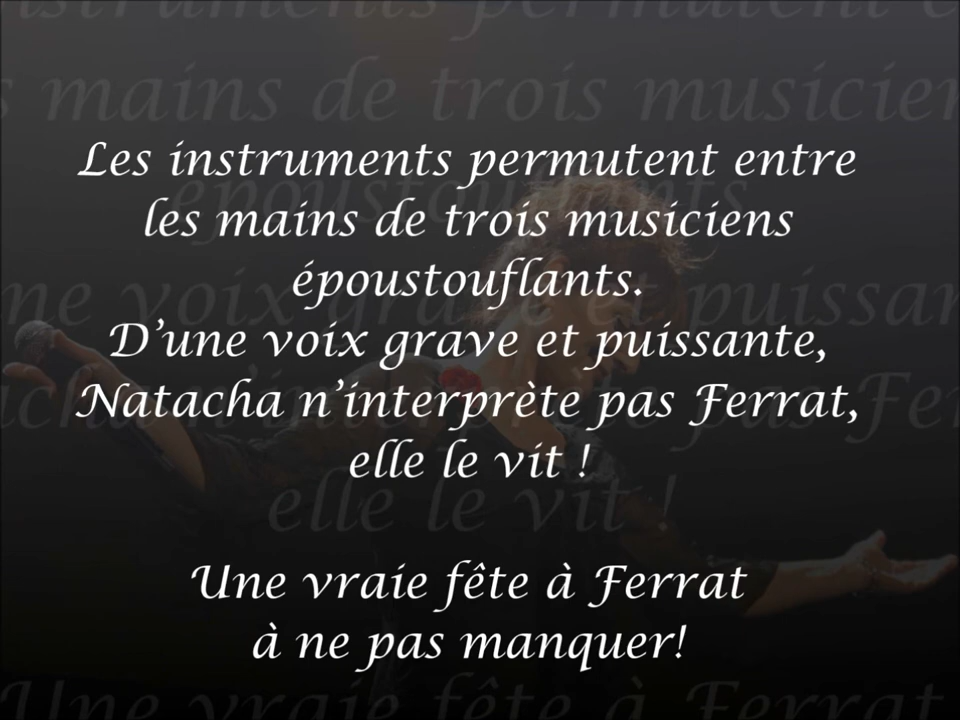 Les instruments permutent entre
les mains de trois musiciens
époustouflants.
D’une voix grave et puissante,
Natacha n’interprète pas Ferrat,
elle le vit !
Une vraie fête à Ferrat
à ne pas manquer!